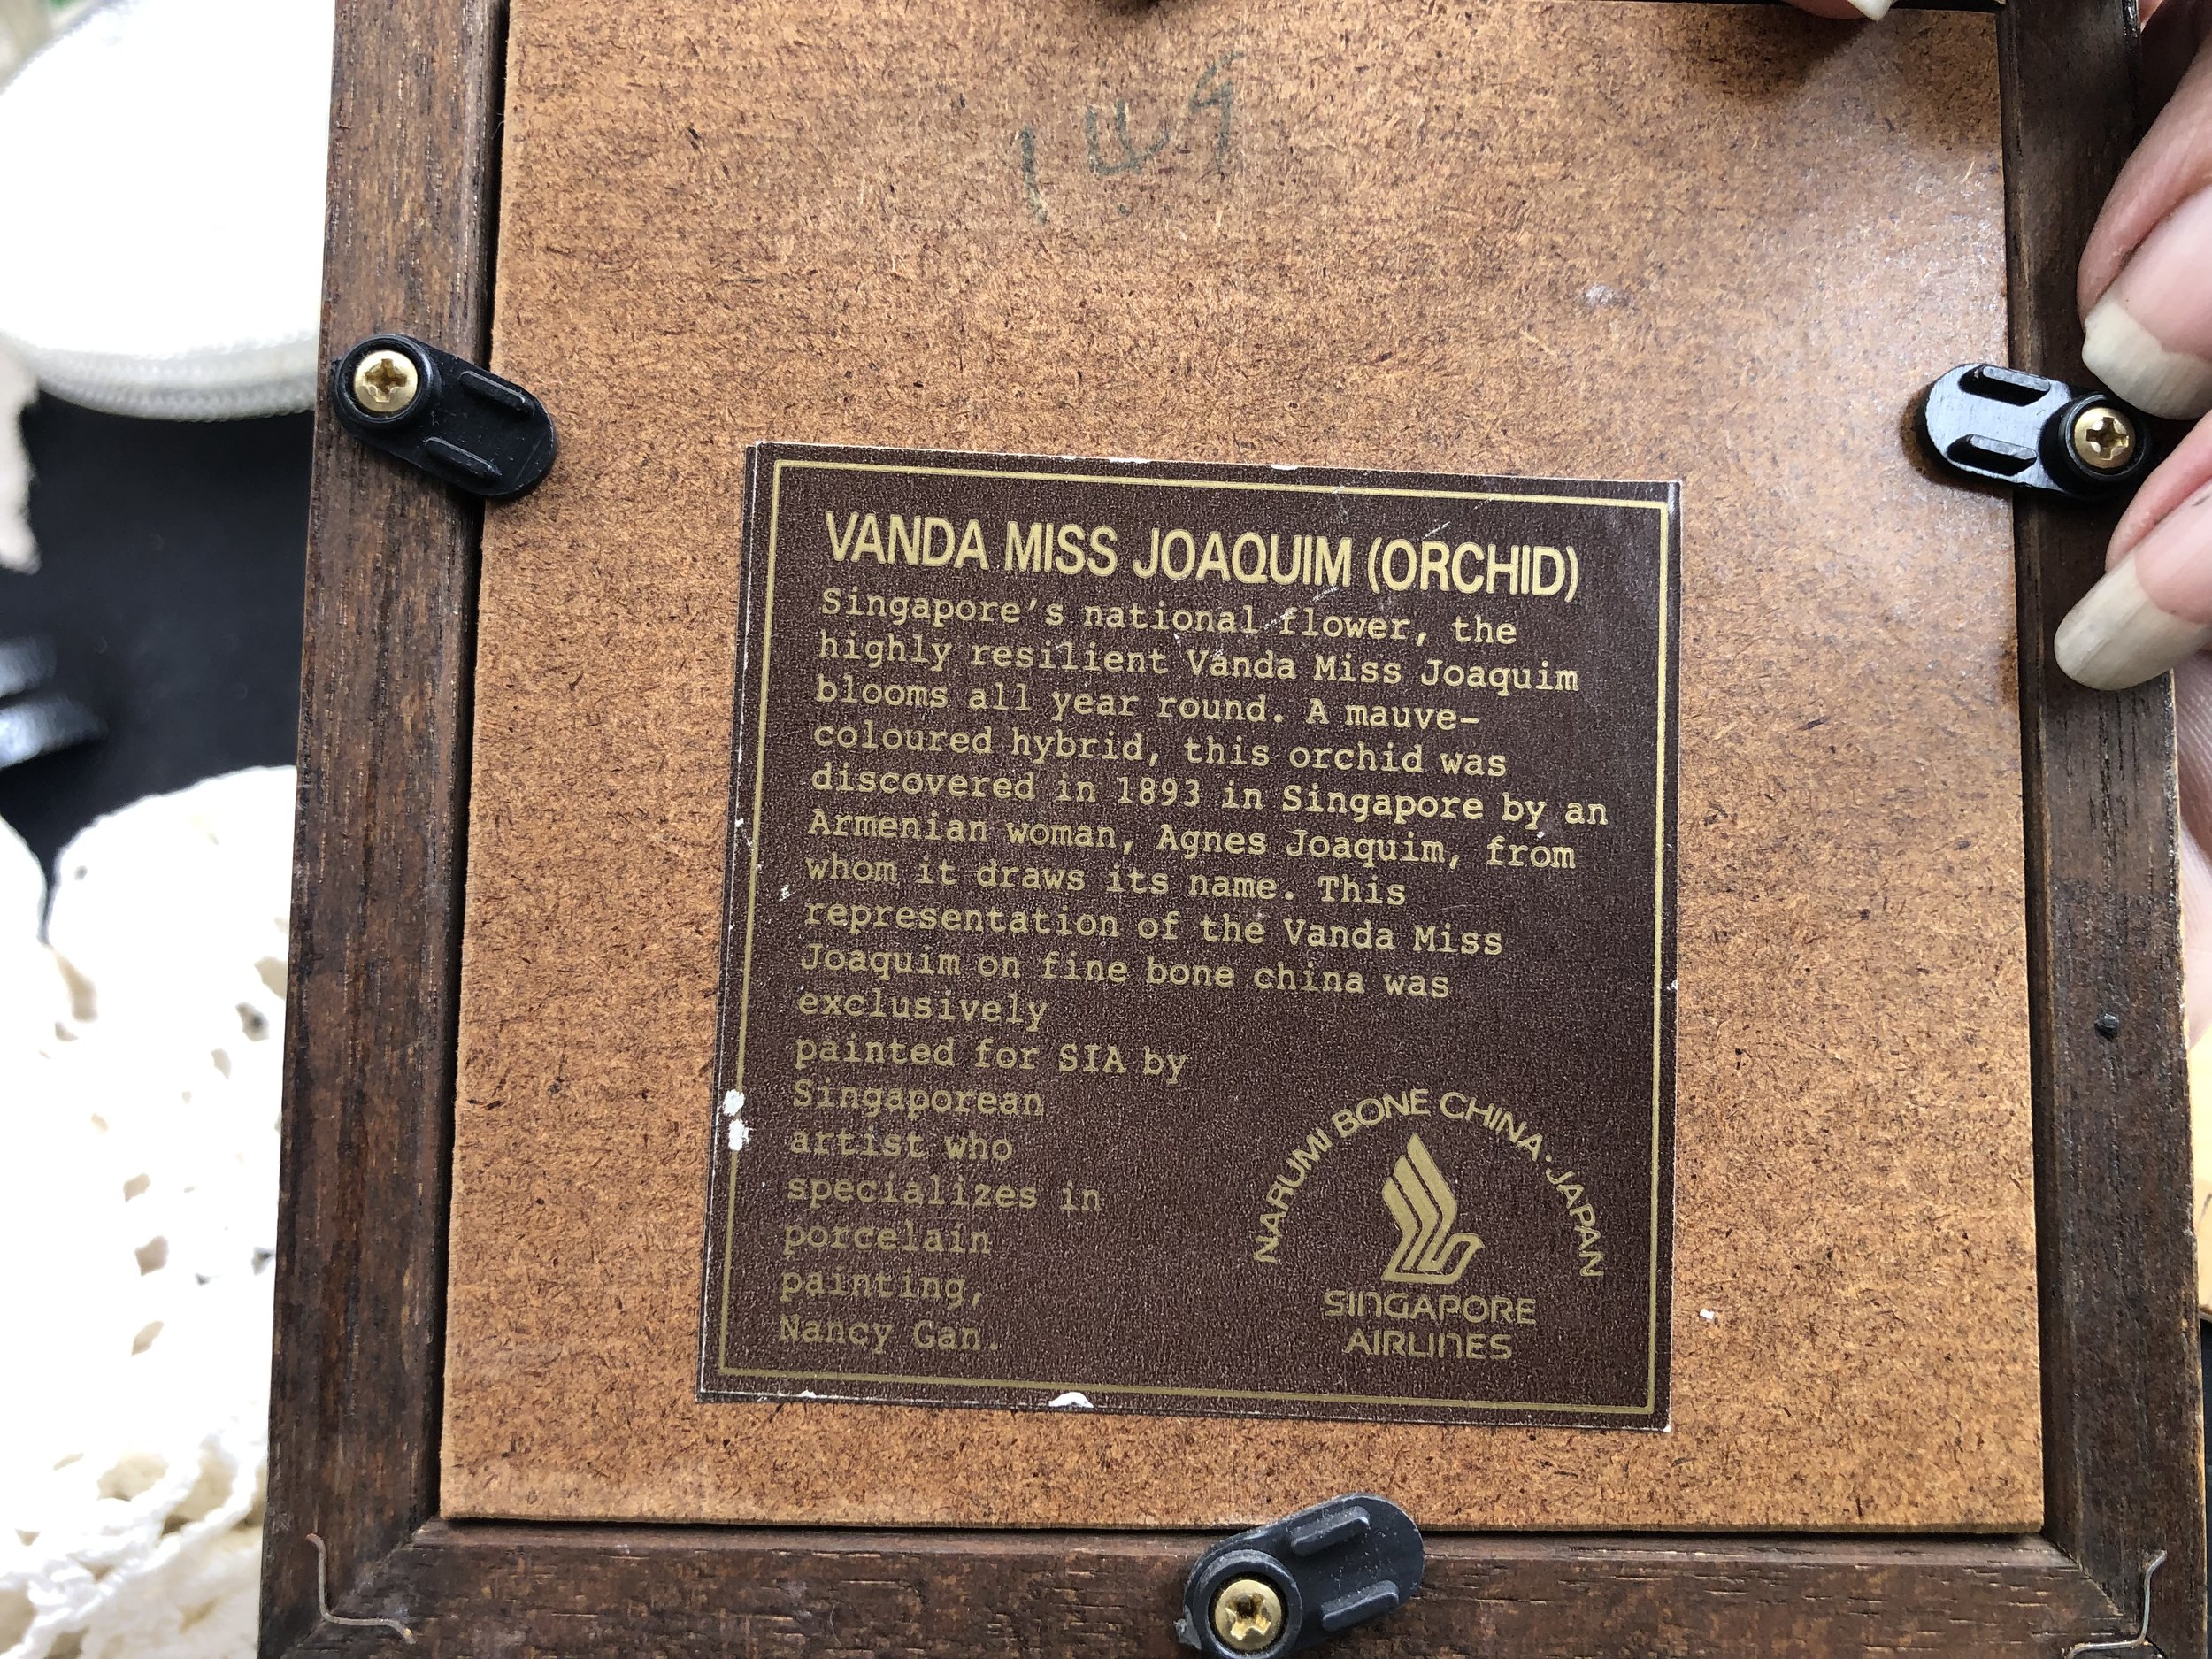 149
VANDA MISS JOAQUIM (ORCHID)
Singapore's national flower, the
highly resilient Vanda Miss Joaquim
blooms all year round. A mauve-
coloured hybrid, this orchid was
discovered in 1893 in Singapore by an
Armenian woman, Agnes Joaquim, from
whom it draws its name. This
representation of the Vanda Miss
Joaquim on fine bone china was
exclusively
painted for SIA by
Singaporean
artist who
specializes in
porcelain
painting,
Nancy Gan.
NARUMI BONE CHINA · JAPAN
SINGAPORE
AIRLINES